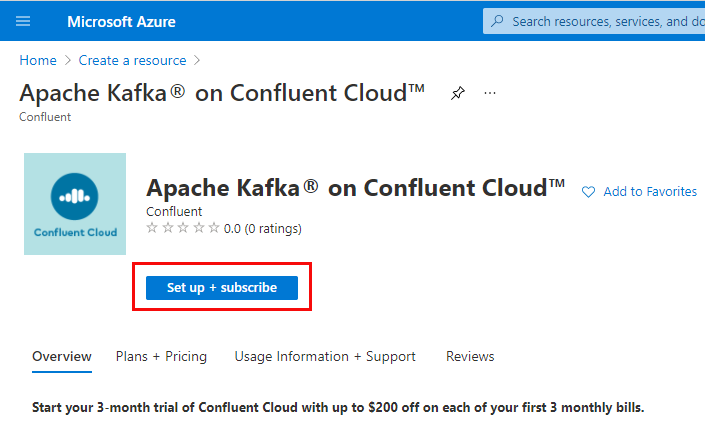 Microsoft Azure
Search resources, services, and do
Home > Create a resource >
Apache Kafka® on Confluent Cloud™
Confluent
Confluent Cloud
Apache Kafka® on Confluent Cloud™
Add to Favorites
Confluent
0.0 (0 ratings)
Set up + subscribe
Overview Plans + Pricing Usage Information + Support Reviews
Start your 3-month trial of Confluent Cloud with up to $200 off on each of your first 3 monthly bills.